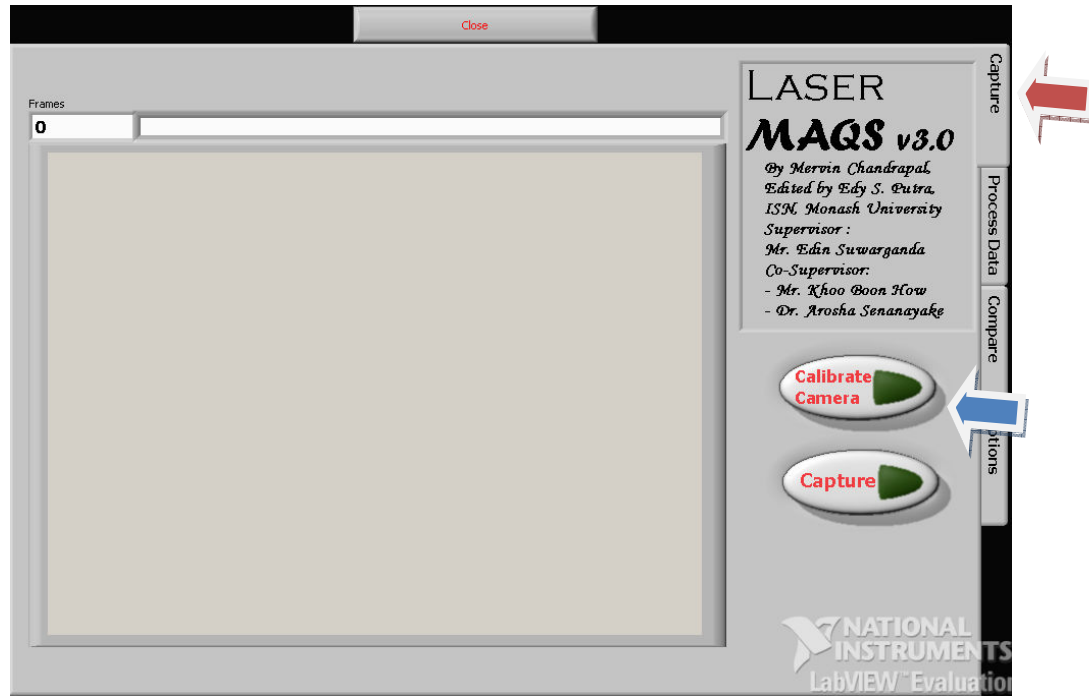 Close
Frames
0
LASER
MAQS v3.0
By Mervin Chandrapal,
Edited by Edy S. Putra,
ISN, Monash University
Supervisor :
Mr. Edin Suwarganda
Co-Supervisor:
- Mr. Khoo Boon How
- Dr. Arosha Senanayake
Calibrate
Camera
Capture
Capture
Process Data
Compare
NATIONAL
INSTRUMENTS
LabVIEW™ Evaluation